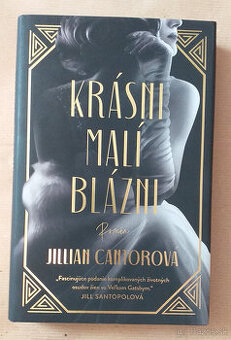 KRÁSNI
MALÍ
BLÁZNI
Román
JILLIAN CANTOROVÁ
„Fascinujúce podanie komplikovaných životných
osudov žien vo Veľkom Gatsbym.“
JILL SANTOPOLOVÁ